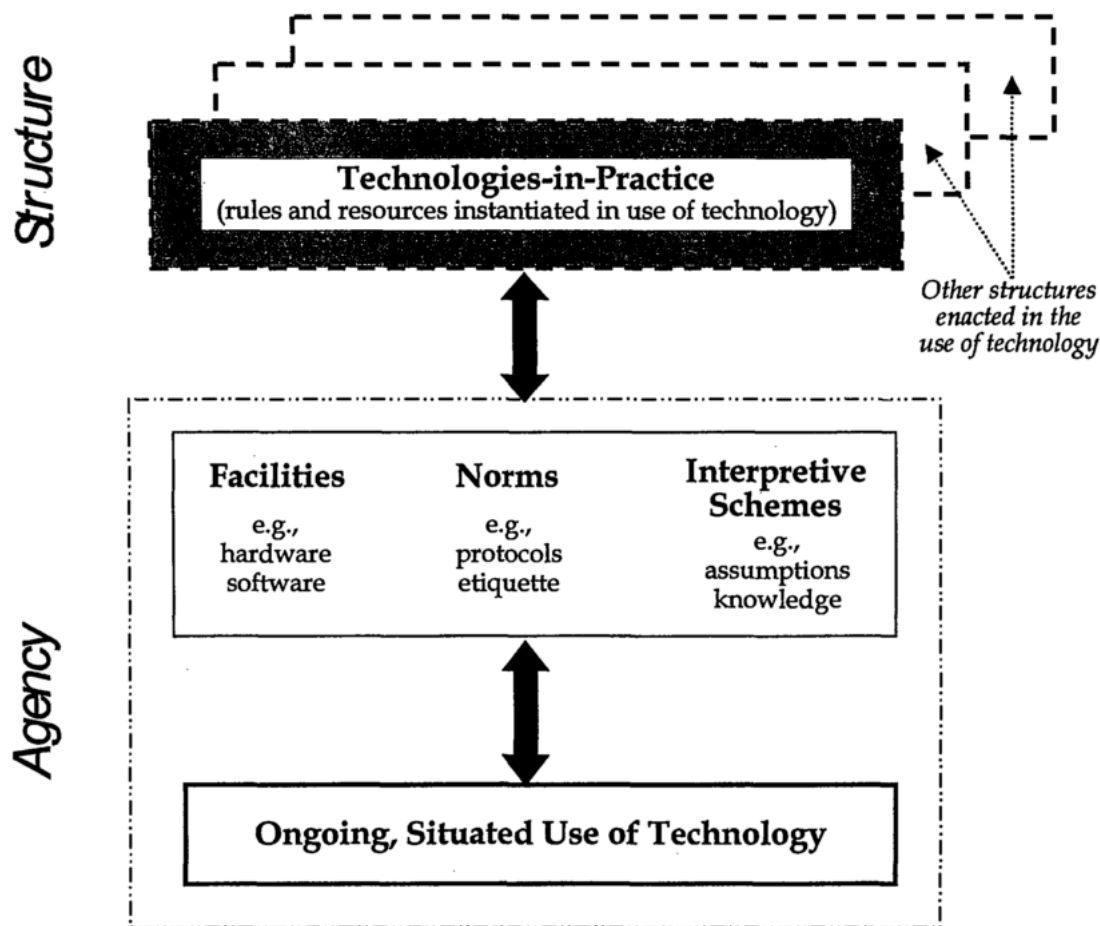 Structure
Technologies-in-Practice
(rules and resources instantiated in use of technology)
Other structures
enacted in the
use of technology
Agency
Facilities
e.g.,
hardware
software
Norms
e.g.,
protocols
etiquette
Interpretive
Schemes
e.g.,
assumptions
knowledge
Ongoing, Situated Use of Technology